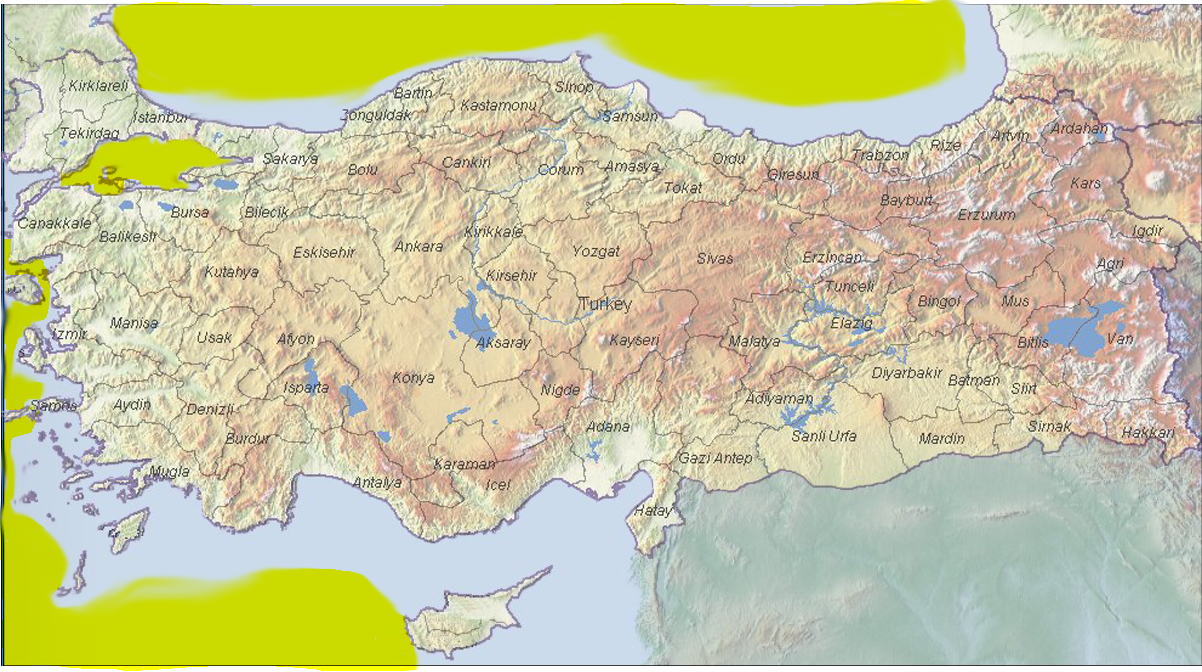 Kirklareli
Tekirdag
Istanbul
Bartin
Zonguldak
Kastamonu
Sinop
Samsun
Sakarya
Bolu
Cankiri
Corum
Amasya
Tokat
Ordu
Giresun
Trabzon
Rize
Artvin
Ardahan
Kars
Bayburt
Erzurum
Igdir
Agri
Canakkale
Balikesir
Bursa
Bilecik
Eskisehir
Ankara
Kirikkale
Yozgat
Sivas
Erzincan
Kutahya
Kirsehir
Tunceli
Turkey
Bingol
Mus
Manisa
Izmir
Usak
Afyon
Aksaray
Kayseri
Malatya
Elazig
Bitlis
Van
Isparta
Konya
Nigde
Adiyaman
Diyarbakir
Batman
Siirt
Samos
Aydin
Denizli
Burdur
Adana
Sanli Urfa
Mardin
Sirnak
Hakkari
Mugla
Antalya
Karaman
Icel
Gazi Antep
Hatay